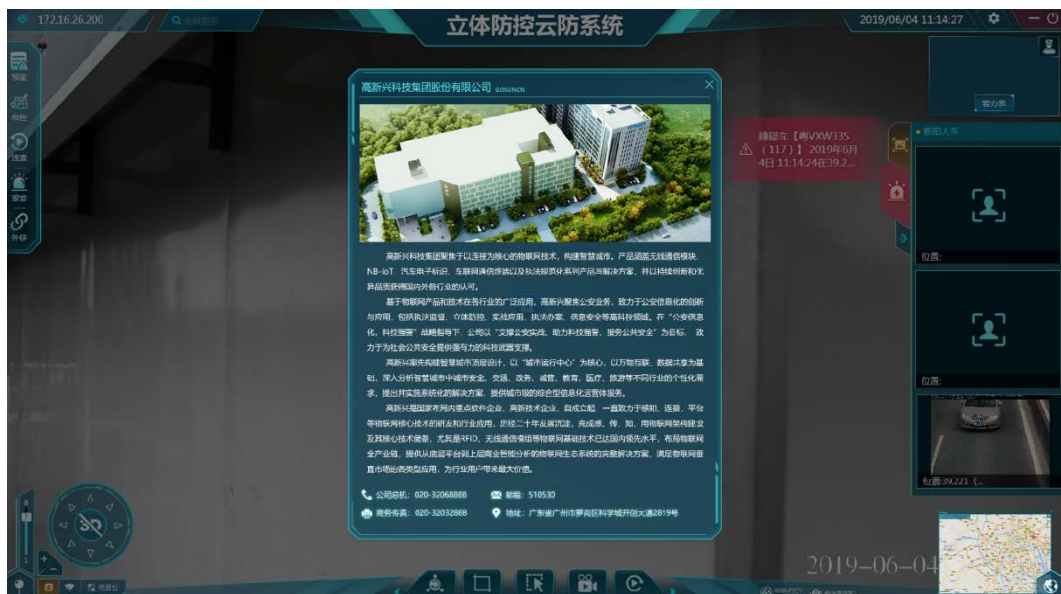 172.16.26.200
立体防控云防系统
2019/06/04 11:14:27
预案
布控
线索
报警
外联
高新兴科技集团股份有限公司 GOSUNCN
嫌疑车【粤VXW335
(117)】 2019年6月
4日 11:14:24在39.2...
位置:
位置:
位置:39.221 (...
高新兴科技集团聚焦于以连接为核心的物联网技术、构建智慧城市。产品涵盖无线通信模块、
NB-IoT、汽车电子标识、车联网通信终端以及执法规范化系列产品与解决方案,并以持续创新和优
异品质获得国内外各行业的认可。
基于物联网产品和技术在各行业的广泛应用,高新兴聚焦公安业务,致力于公安信息化的创新
与应用,包括执法监督、立体防控、实战应用、执法办案、信息安全等高科技领域。在“公安信息
化,科技强警”战略指导下,公司以“支撑公安实战、助力科技强警、服务公共安全”为目标,致
力于为社会公共安全提供强有力的科技武器支撑。
高新兴率先构建智慧城市顶层设计,以“城市运行中心”为核心,以万物互联、数据共享为基
础,深入分析智慧城市中城市安全、交通、政务、城管、教育、医疗、旅游等不同行业的个性化需
求,提出并实施系统化的解决方案,提供城市级的综合型信息化运营体服务。
高新兴是国家布局内重点软件企业、高新技术企业,自成立起,一直致力于感知、连接、平台
等物联网核心技术的研发和行业应用,历经二十年发展沉淀,完成感、传、知、用物联网架构建设
及其核心技术储备,尤其是RFID、无线通信模组等物联网基础技术已达国内领先水平,布局物联网
全产业链,提供从底层平台到上层商业智能分析的物联网生态系统的完整解决方案,满足物联网垂
直市场的各类型应用,为行业用户带来最大价值。
公司总机:020-32068888 邮编:510530
商务传真:020-32032888 地址:广东省广州市萝岗区科学城开创大道2819号
3D
2019-06-04